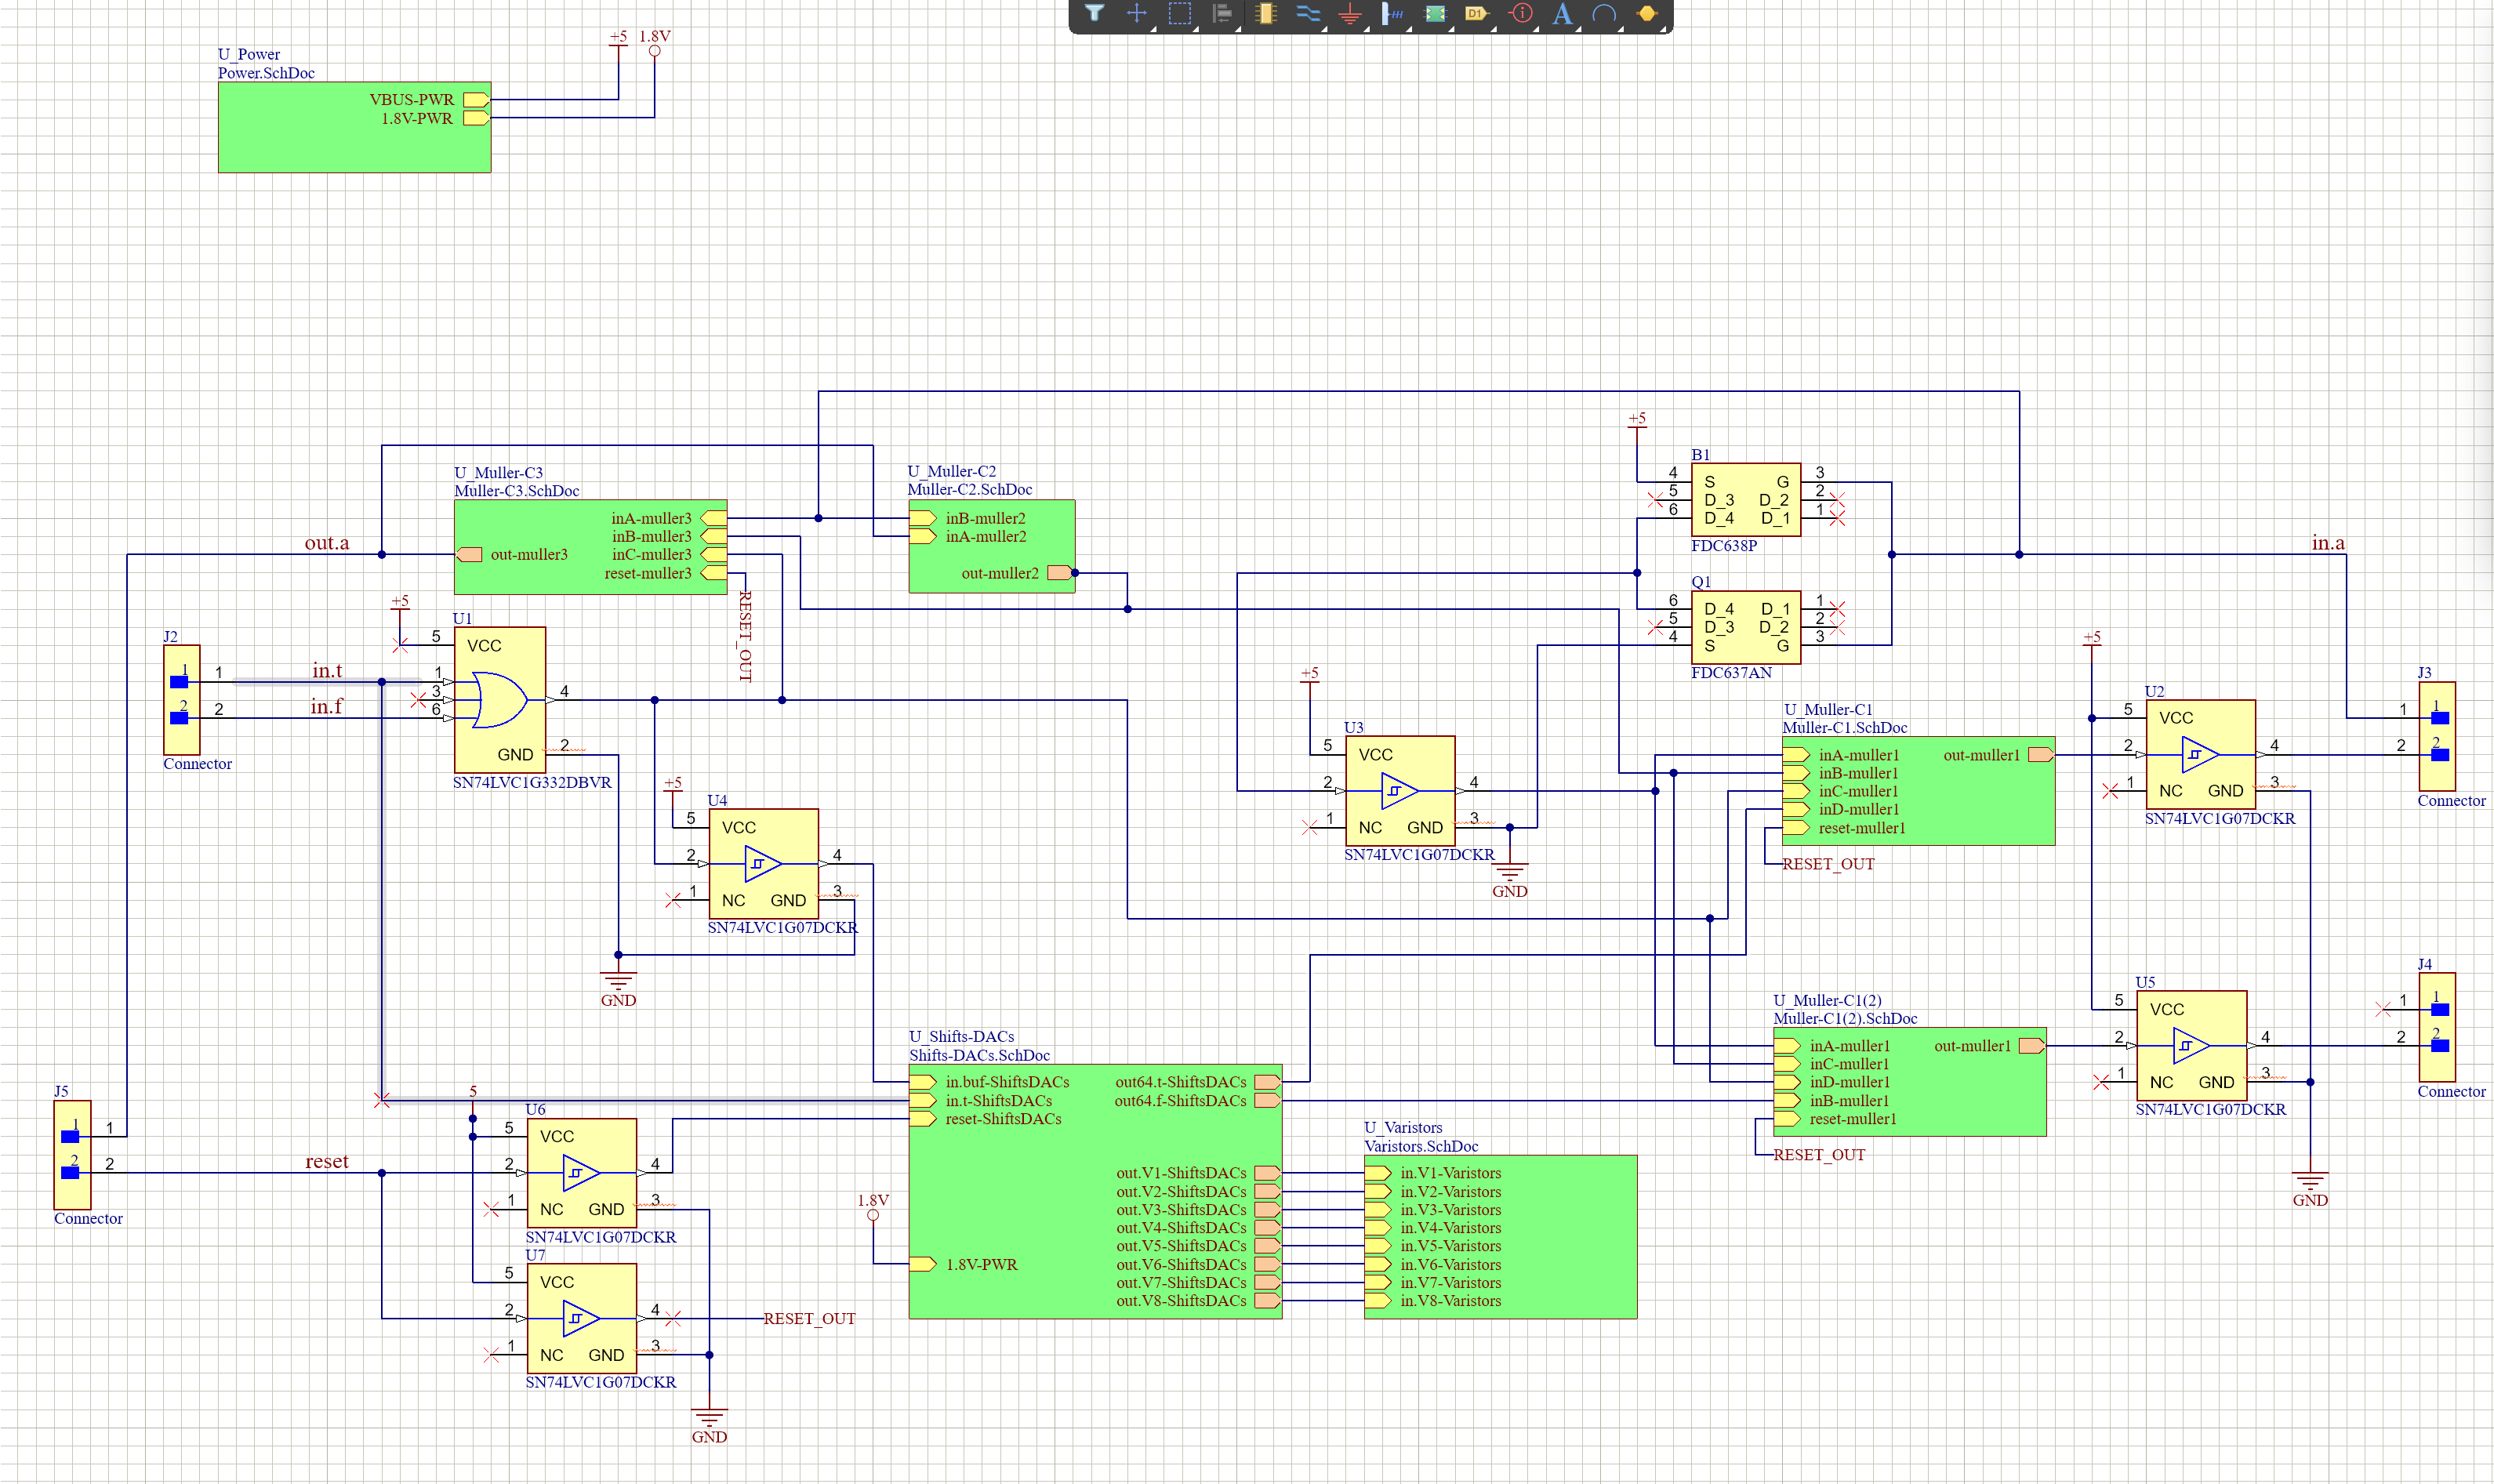 D1
A
+5 1.8V
U_Power
Power.SchDoc
VBUS-PWR
1.8V-PWR
+5
B1
4 S G 3
5 D_3 D_2 2
6 D_4 D_1 1
FDC638P
U_Muller-C3
Muller-C3.SchDoc
inA-muller3
inB-muller3
out-muller3 inC-muller3
reset-muller3
RESET_OUT
out.a
U_Muller-C2
Muller-C2.SchDoc
inB-muller2
inA-muller2
out-muller2
in.a
Q1
6 D_4 D_1 1
5 D_3 D_2 2
4 S G 3
FDC637AN
+5
U1
5 VCC
1
3
6
4
GND 2
SN74LVC1G332DBVR
J2
1 1
2 2
Connector
in.t
in.f
+5
U4
5 VCC
2 4
1 NC GND 3
SN74LVC1G07DCKR
GND
+5
U3
5 VCC
2 4
1 NC GND 3
SN74LVC1G07DCKR
GND
U_Muller-C1
Muller-C1.SchDoc
inA-muller1 out-muller1
inB-muller1
inC-muller1
inD-muller1
reset-muller1
RESET_OUT
+5
U2
5 VCC
2 4
1 NC GND 3
SN74LVC1G07DCKR
J3
1 1
2 2
Connector
U_Muller-C1(2)
Muller-C1(2).SchDoc
inA-muller1 out-muller1
inC-muller1
inD-muller1
inB-muller1
reset-muller1
RESET_OUT
U5
5 VCC
2 4
1 NC GND 3
SN74LVC1G07DCKR
GND
J4
1 1
2 2
Connector
J5
1 1
2 2
Connector
reset
5
U6
5 VCC
2 4
1 NC GND 3
SN74LVC1G07DCKR
U7
5 VCC
2 4
1 NC GND 3
SN74LVC1G07DCKR
RESET_OUT
GND
1.8V
U_Shifts-DACs
Shifts-DACs.SchDoc
in.buf-ShiftsDACs out64.t-ShiftsDACs
in.t-ShiftsDACs out64.f-ShiftsDACs
reset-ShiftsDACs
out.V1-ShiftsDACs
out.V2-ShiftsDACs
out.V3-ShiftsDACs
out.V4-ShiftsDACs
out.V5-ShiftsDACs
1.8V-PWR out.V6-ShiftsDACs
out.V7-ShiftsDACs
out.V8-ShiftsDACs
U_Varistors
Varistors.SchDoc
in.V1-Varistors
in.V2-Varistors
in.V3-Varistors
in.V4-Varistors
in.V5-Varistors
in.V6-Varistors
in.V7-Varistors
in.V8-Varistors